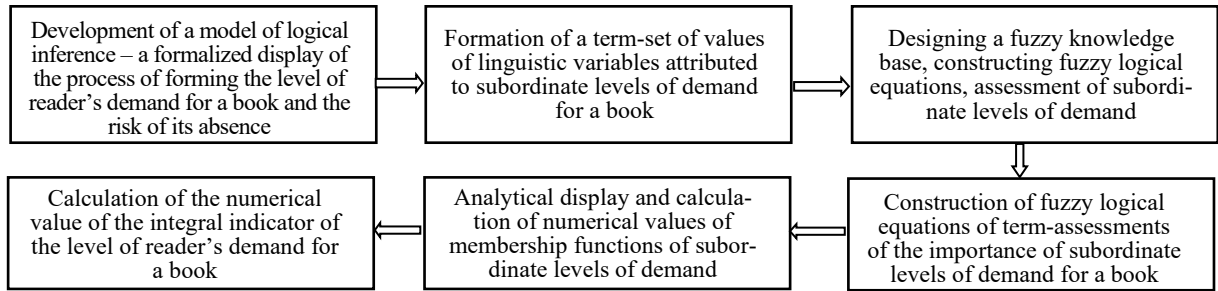 Development of a model of logical
inference – a formalized display of
the process of forming the level of
reader's demand for a book and the
risk of its absence
Formation of a term-set of values
of linguistic variables attributed
to subordinate levels of demand
for a book
Designing a fuzzy knowledge
base, constructing fuzzy logical
equations, assessment of subordi-
nate levels of demand
Construction of fuzzy logical
equations of term-assessments
of the importance of subordinate
levels of demand for a book
Analytical display and calcula-
tion of numerical values of
membership functions of subor-
dinate levels of demand
Calculation of the numerical
value of the integral indicator of
the level of reader's demand for
a book